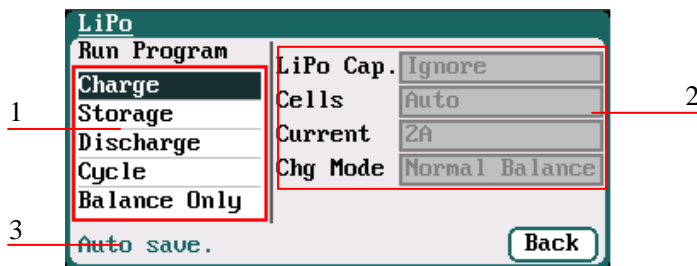 LiPo
Run Program
Charge
Storage
Discharge
Cycle
Balance Only
LiPo Cap. Ignore
Cells Auto
Current 2A
Chg Mode Normal Balance
Auto save.
Back
1
2
3